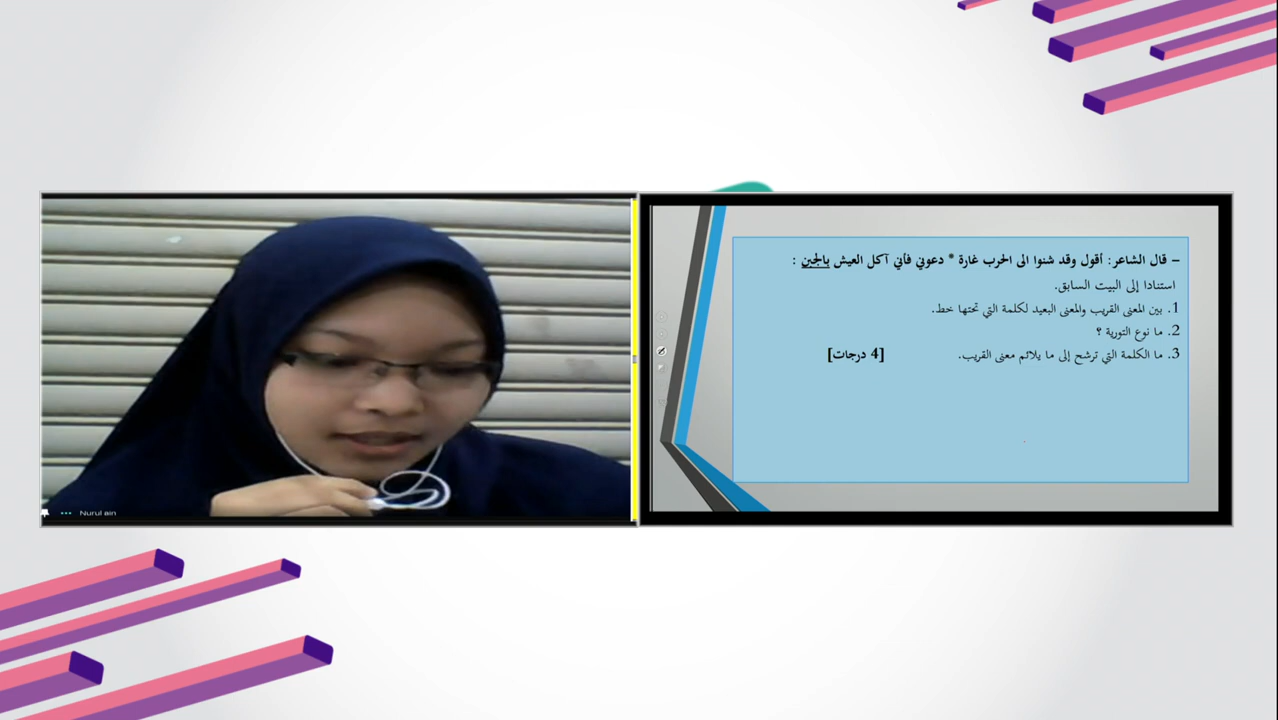 – قال الشاعر: أقول وقد شنوا الى الحرب غارة * دعوني فأني آكل العيش بالجبن :
استنادا إلى البيت السابق.
1. بين المعنى القريب والمعنى البعيد لكلمة التي تحتها خط.
2. ما نوع التورية ؟
3. ما الكلمة التي ترشح إلى ما يلائم معنى القريب. [4 درجات]
Nurul ain